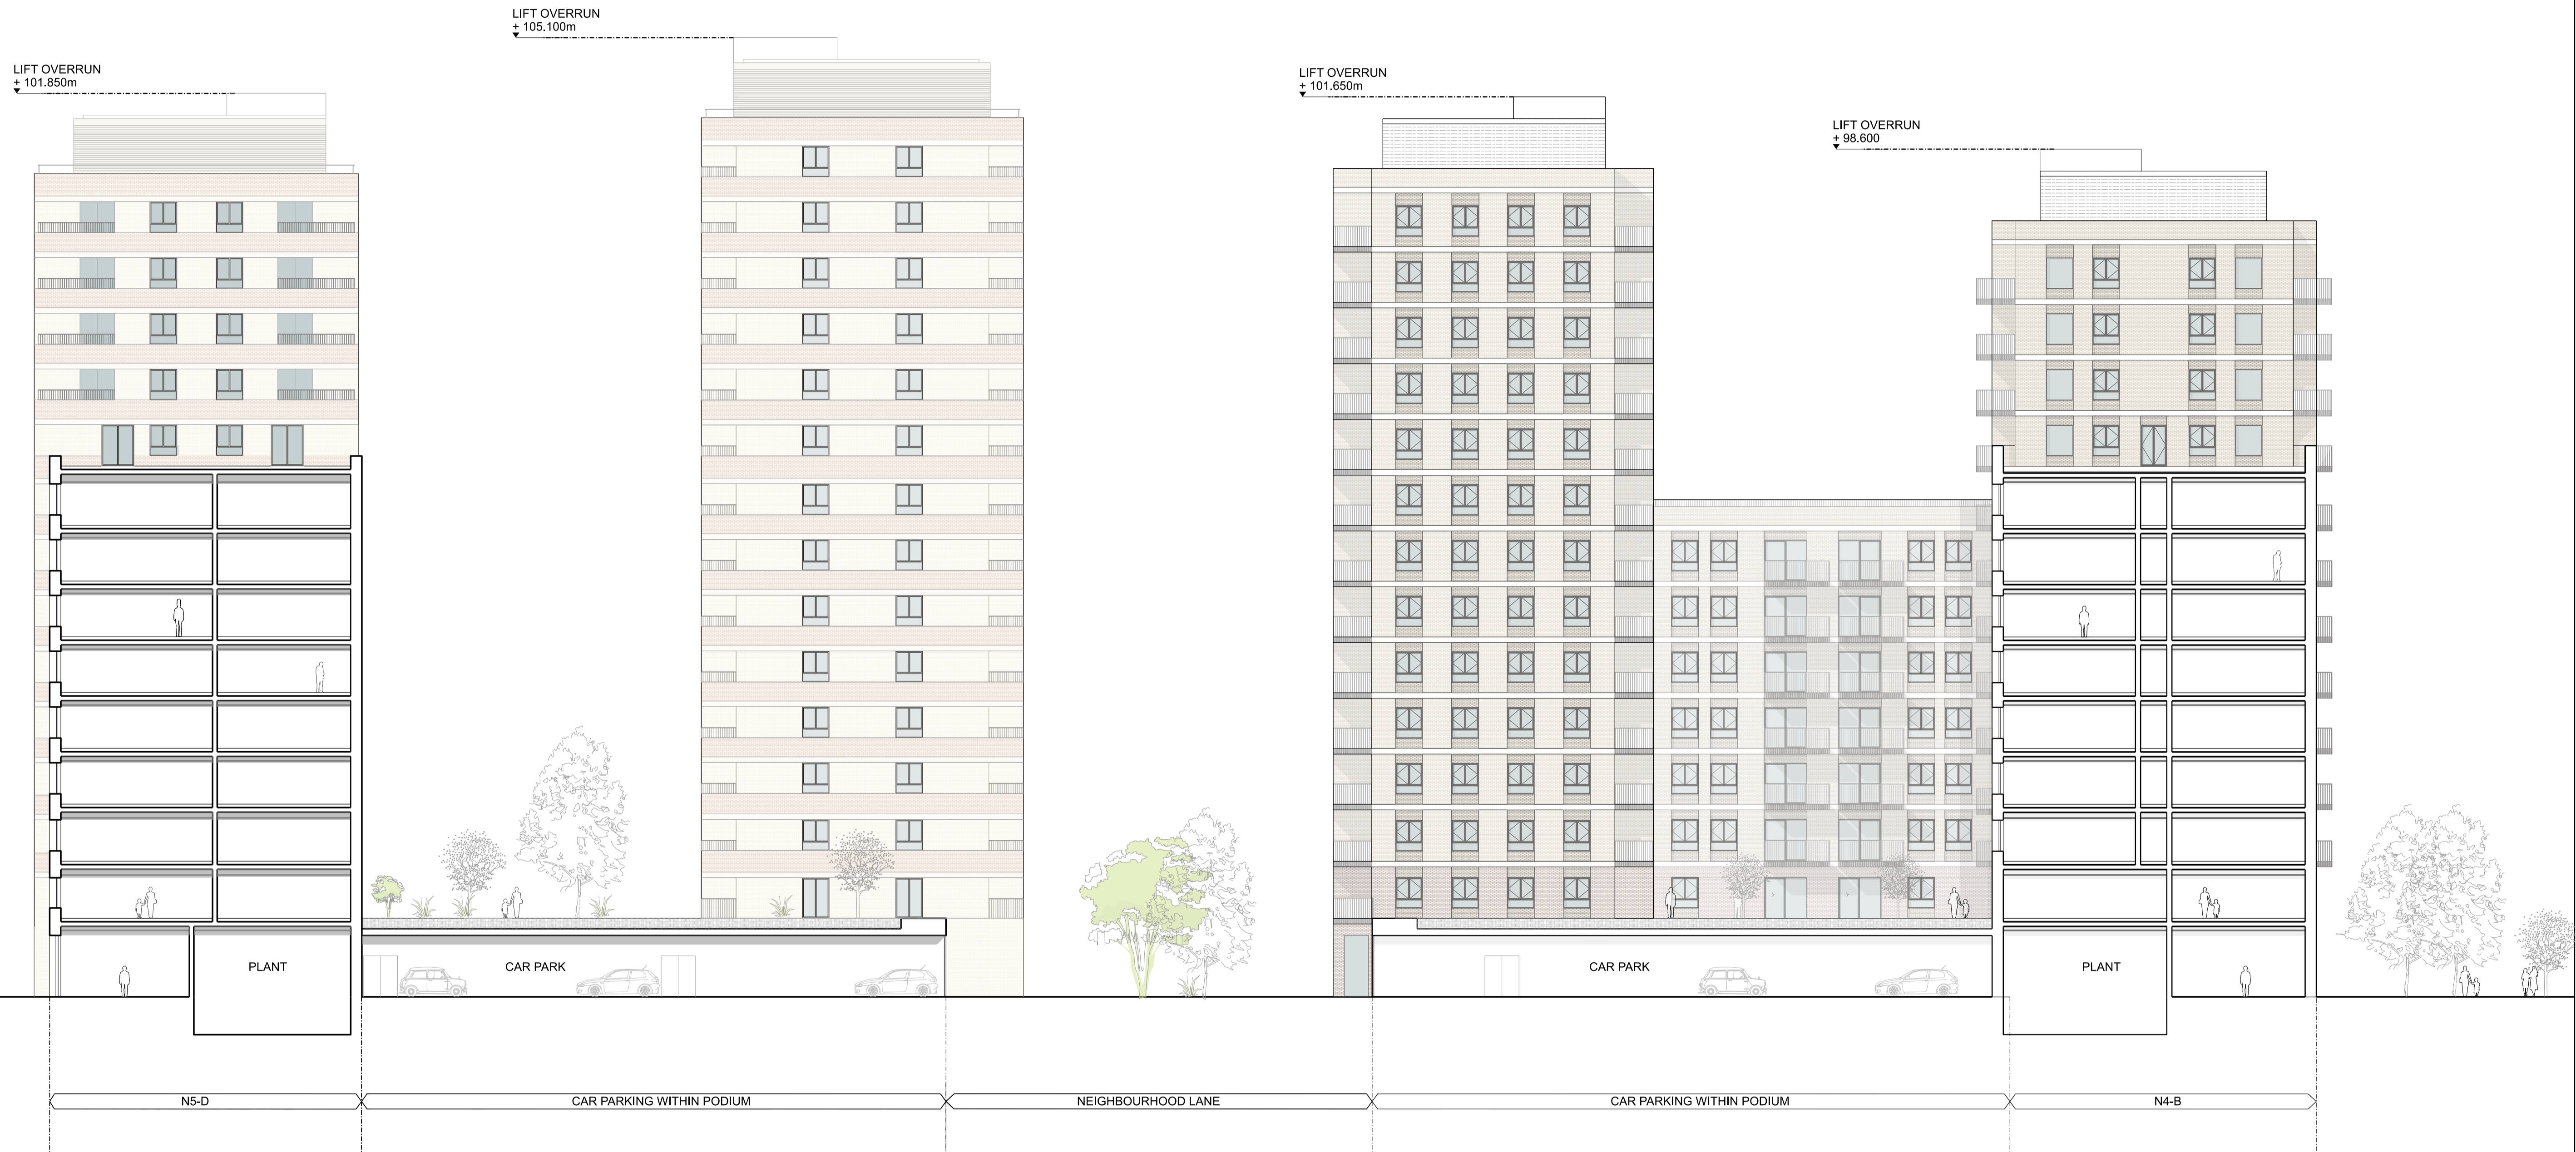 LIFT OVERRUN
+ 105.100m
LIFT OVERRUN
+ 101.850m
LIFT OVERRUN
+ 101.650m
LIFT OVERRUN
+ 98.600
PLANT
CAR PARK
CAR PARK
PLANT
N5-D
CAR PARKING WITHIN PODIUM
NEIGHBOURHOOD LANE
CAR PARKING WITHIN PODIUM
N4-B